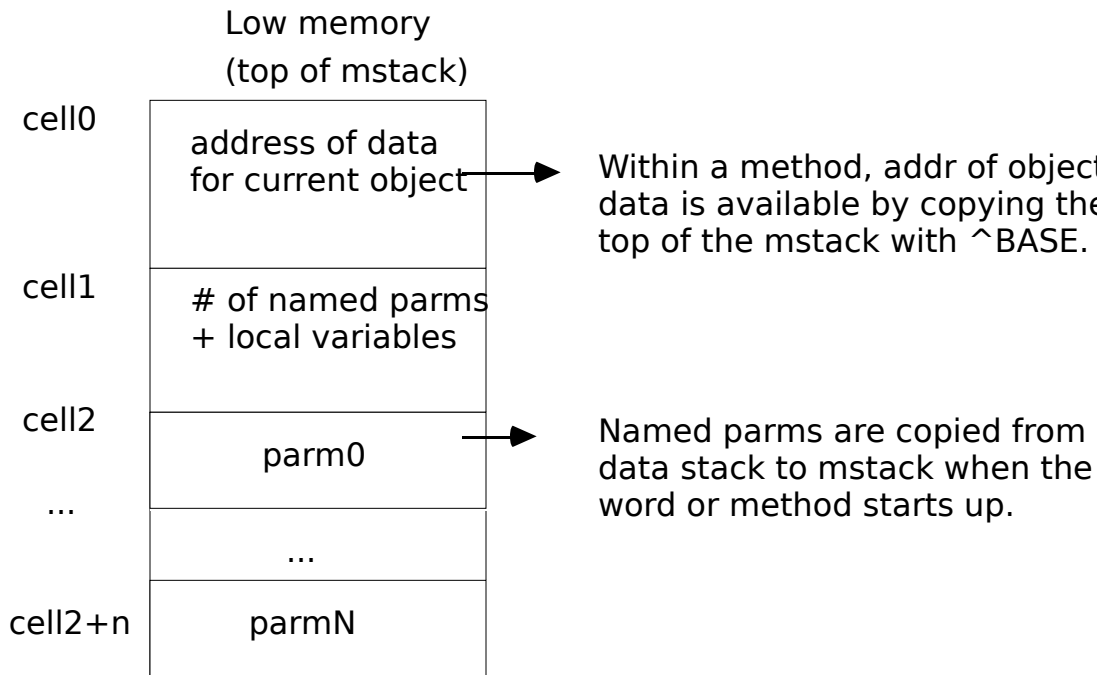 Low memory
(top of mstack)
cell0
address of data
for current object
Within a method, addr of object
data is available by copying the
top of the mstack with ^BASE.
cell1
# of named parms
+ local variables
cell2
parm0
Named parms are copied from
data stack to mstack when the
word or method starts up.
...
...
cell2+n
parmN